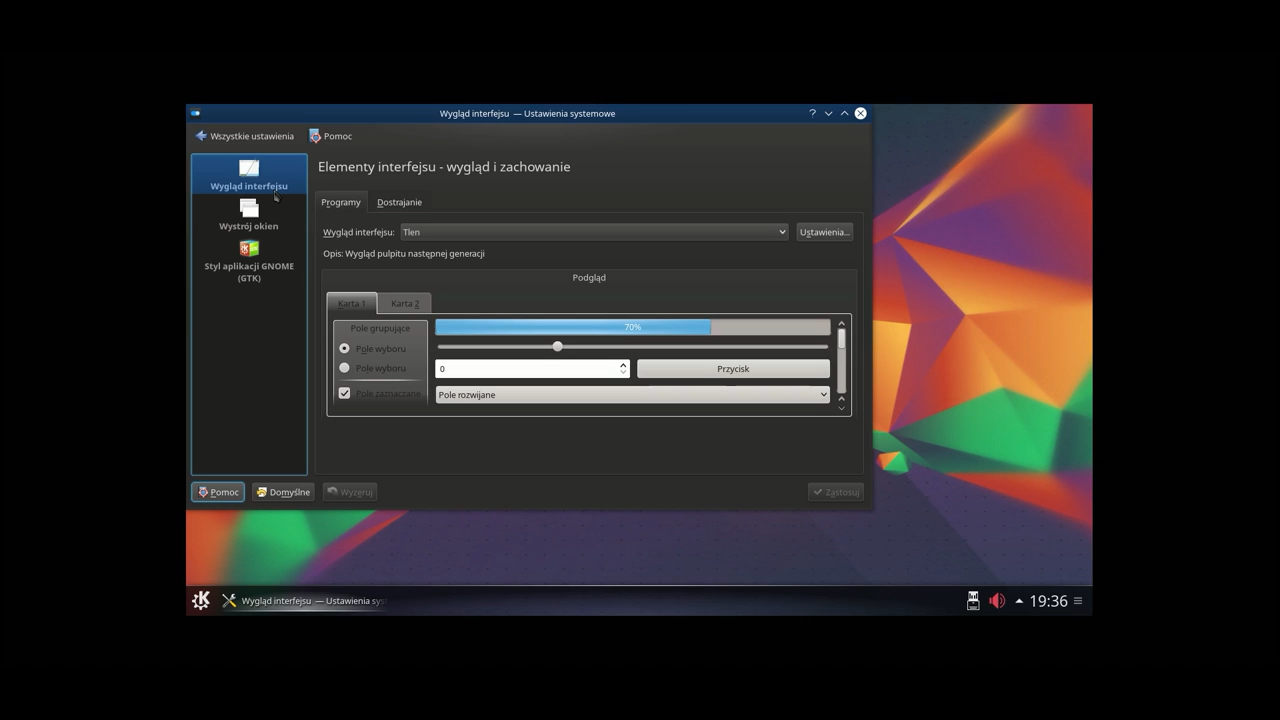 Wygląd interfejsu — Ustawienia systemowe
Wszystkie ustawienia
Pomoc
Wygląd interfejsu
Wystrój okien
Styl aplikacji GNOME
(GTK)
Elementy interfejsu - wygląd i zachowanie
Programy
Dostrajanie
Wygląd interfejsu:
Tlen
Ustawienia...
Opis: Wygląd pulpitu następnej generacji
Podgląd
Karta 1
Karta 2
Pole grupujące
70%
Pole wyboru
Pole wyboru
0
Przycisk
Pole zaznaczane
Pole rozwijane
Pomoc
Domyślne
Wyzeruj
Zastosuj
Wygląd interfejsu — Ustawienia sys
19:36